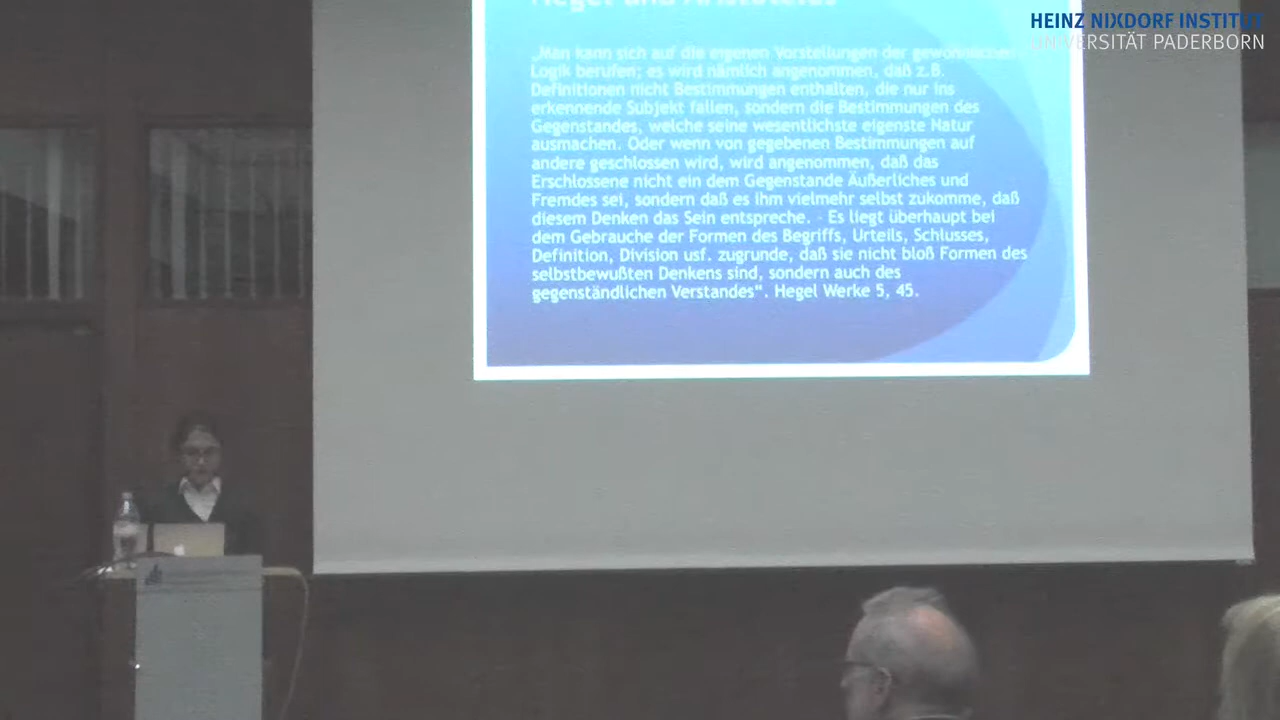 HEINZ NIXDORF INSTITUT
UNIVERSITÄT PADERBORN
Hegel und Aristoteles
„Man kann sich auf die eigenen Vorstellungen der gewöhnlichen
Logik berufen; es wird nämlich angenommen, daß z.B.
Definitionen nicht Bestimmungen enthalten, die nur ins
erkennende Subjekt fallen, sondern die Bestimmungen des
Gegenstandes, welche seine wesentlichste eigenste Natur
ausmachen. Oder wenn von gegebenen Bestimmungen auf
andere geschlossen wird, wird angenommen, daß das
Erschlossene nicht ein dem Gegenstande Äußerliches und
Fremdes sei, sondern daß es ihm vielmehr selbst zukomme, daß
diesem Denken das Sein entspreche. - Es liegt überhaupt bei
dem Gebrauche der Formen des Begriffs, Urteils, Schlusses,
Definition, Division usf. zugrunde, daß sie nicht bloß Formen des
selbstbewußten Denkens sind, sondern auch des
gegenständlichen Verstandes“. Hegel Werke 5, 45.